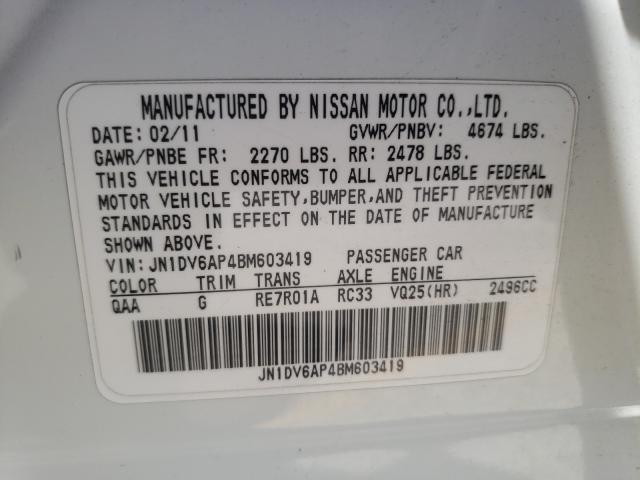 MANUFACTURED BY NISSAN MOTOR CO.,LTD.
DATE: 02/11 GVWR/PNBV: 4674 LBS.
GAWR/PNBE FR: 2270 LBS. RR: 2478 LBS.
THIS VEHICLE CONFORMS TO ALL APPLICABLE FEDERAL
MOTOR VEHICLE SAFETY,BUMPER,AND THEFT PREVENTION
STANDARDS IN EFFECT ON THE DATE OF MANUFACTURE
SHOWN ABOVE.
VIN: JN1DV6AP4BM603419 PASSENGER CAR
COLOR TRIM TRANS AXLE ENGINE
QAA G RE7R01A RC33 VQ25(HR) 2496CC
JN1DV6AP4BM603419